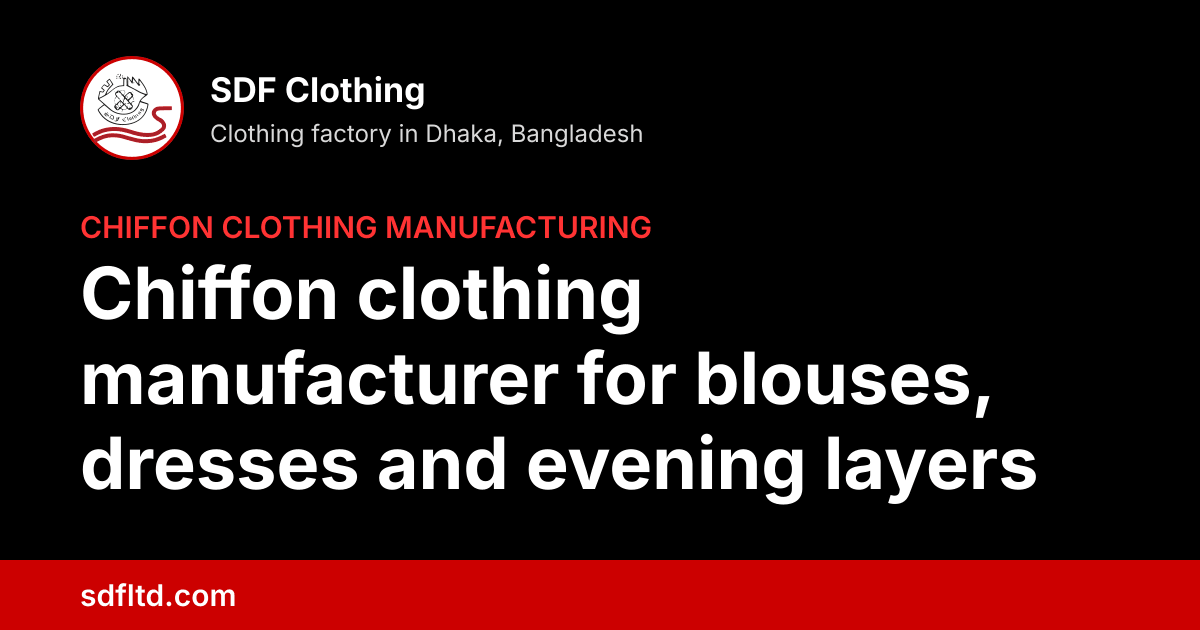 SDF Clothing
Clothing factory in Dhaka, Bangladesh
CHIFFON CLOTHING MANUFACTURING
Chiffon clothing
manufacturer for blouses,
dresses and evening layers
sdfltd.com